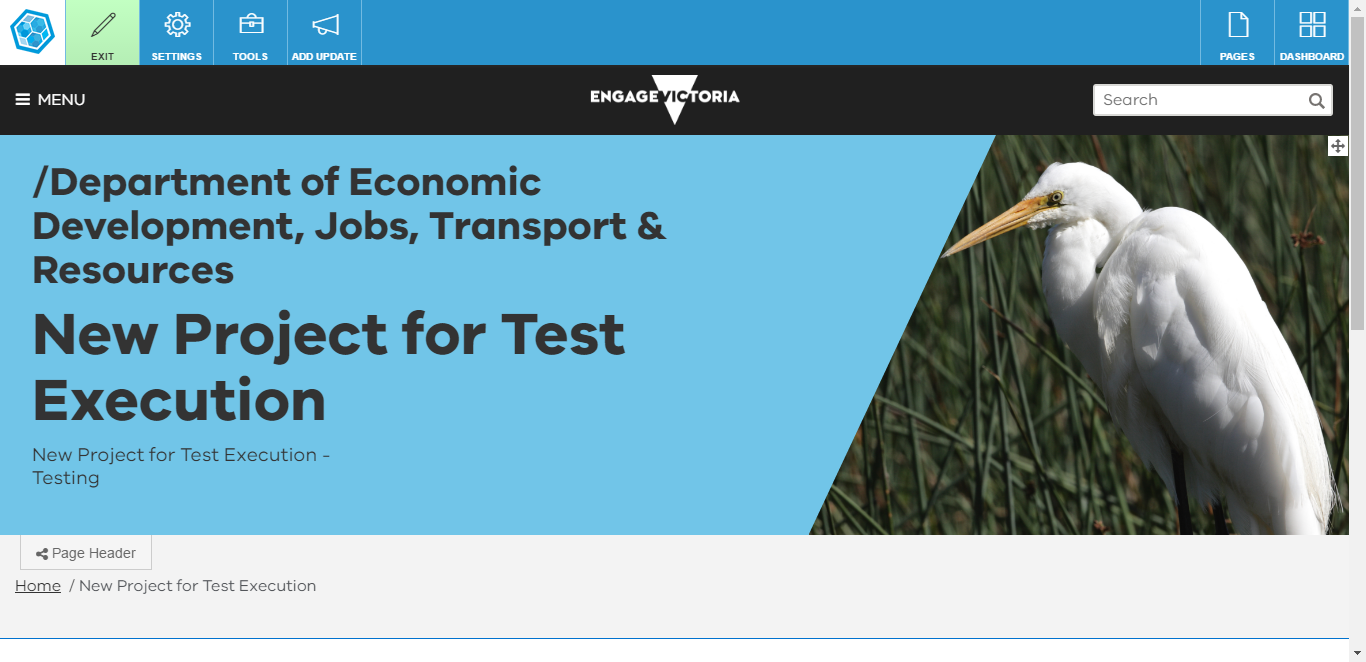 EXIT
SETTINGS
TOOLS
ADD UPDATE
PAGES
DASHBOARD
MENU
ENGAGE VICTORIA
Search
/Department of Economic
Development, Jobs, Transport &
Resources
New Project for Test
Execution
New Project for Test Execution -
Testing
Page Header
Home / New Project for Test Execution